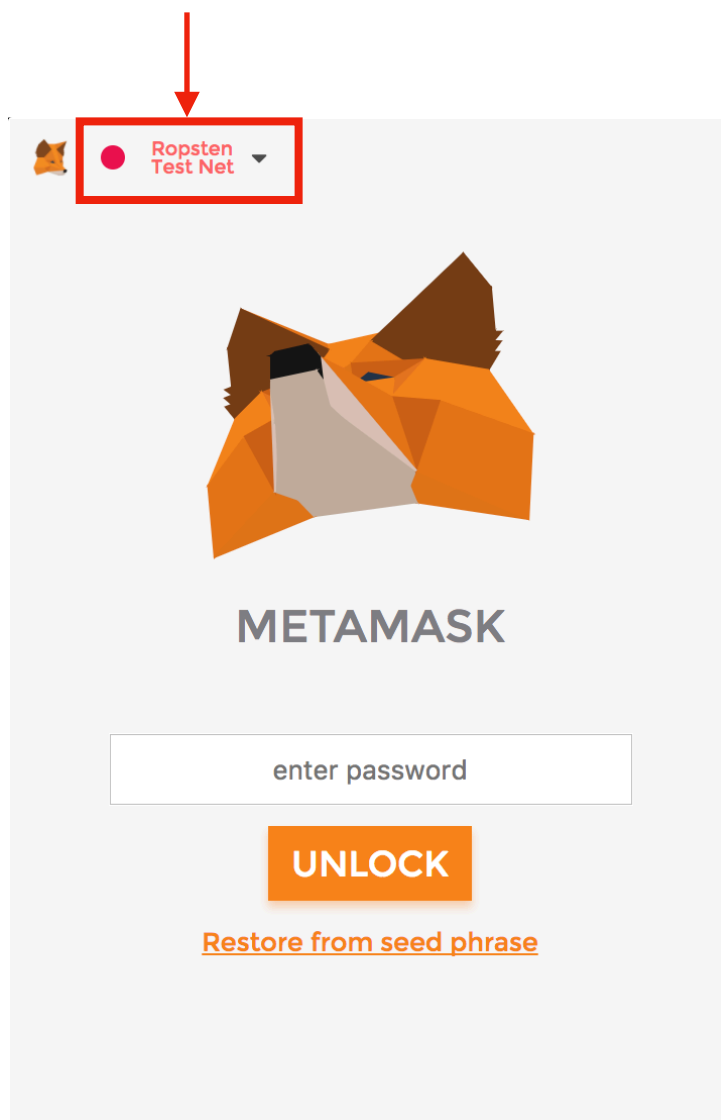 Ropsten
Test Net
METAMASK
enter password
UNLOCK
Restore from seed phrase